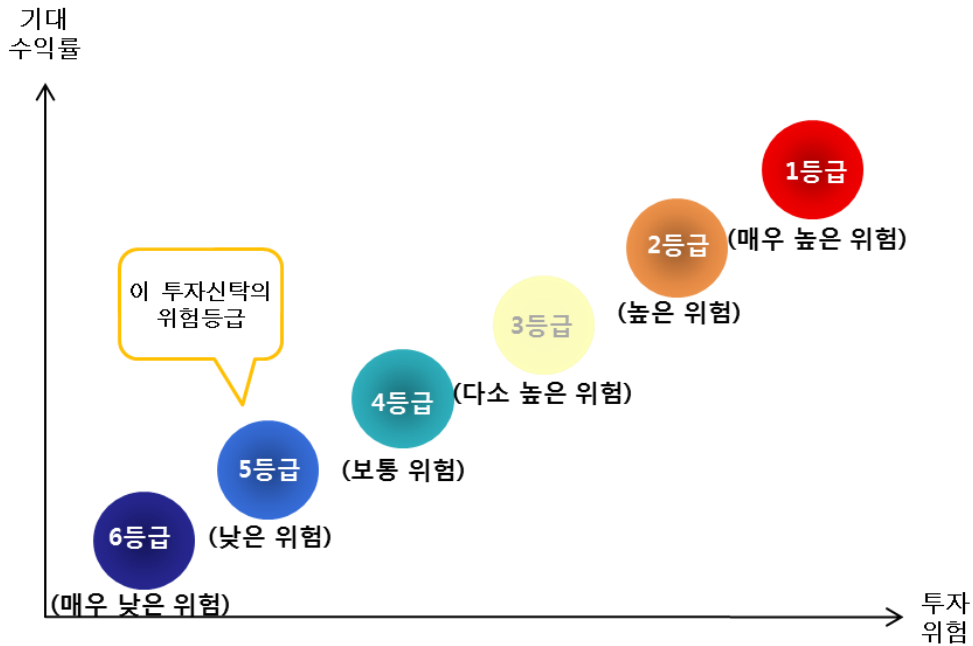 기대
수익률
1등급
(매우 높은 위험)
2등급
(높은 위험)
이 투자신탁의
위험등급
3등급
(다소 높은 위험)
4등급
(보통 위험)
5등급
(낮은 위험)
6등급
(매우 낮은 위험)
투자
위험